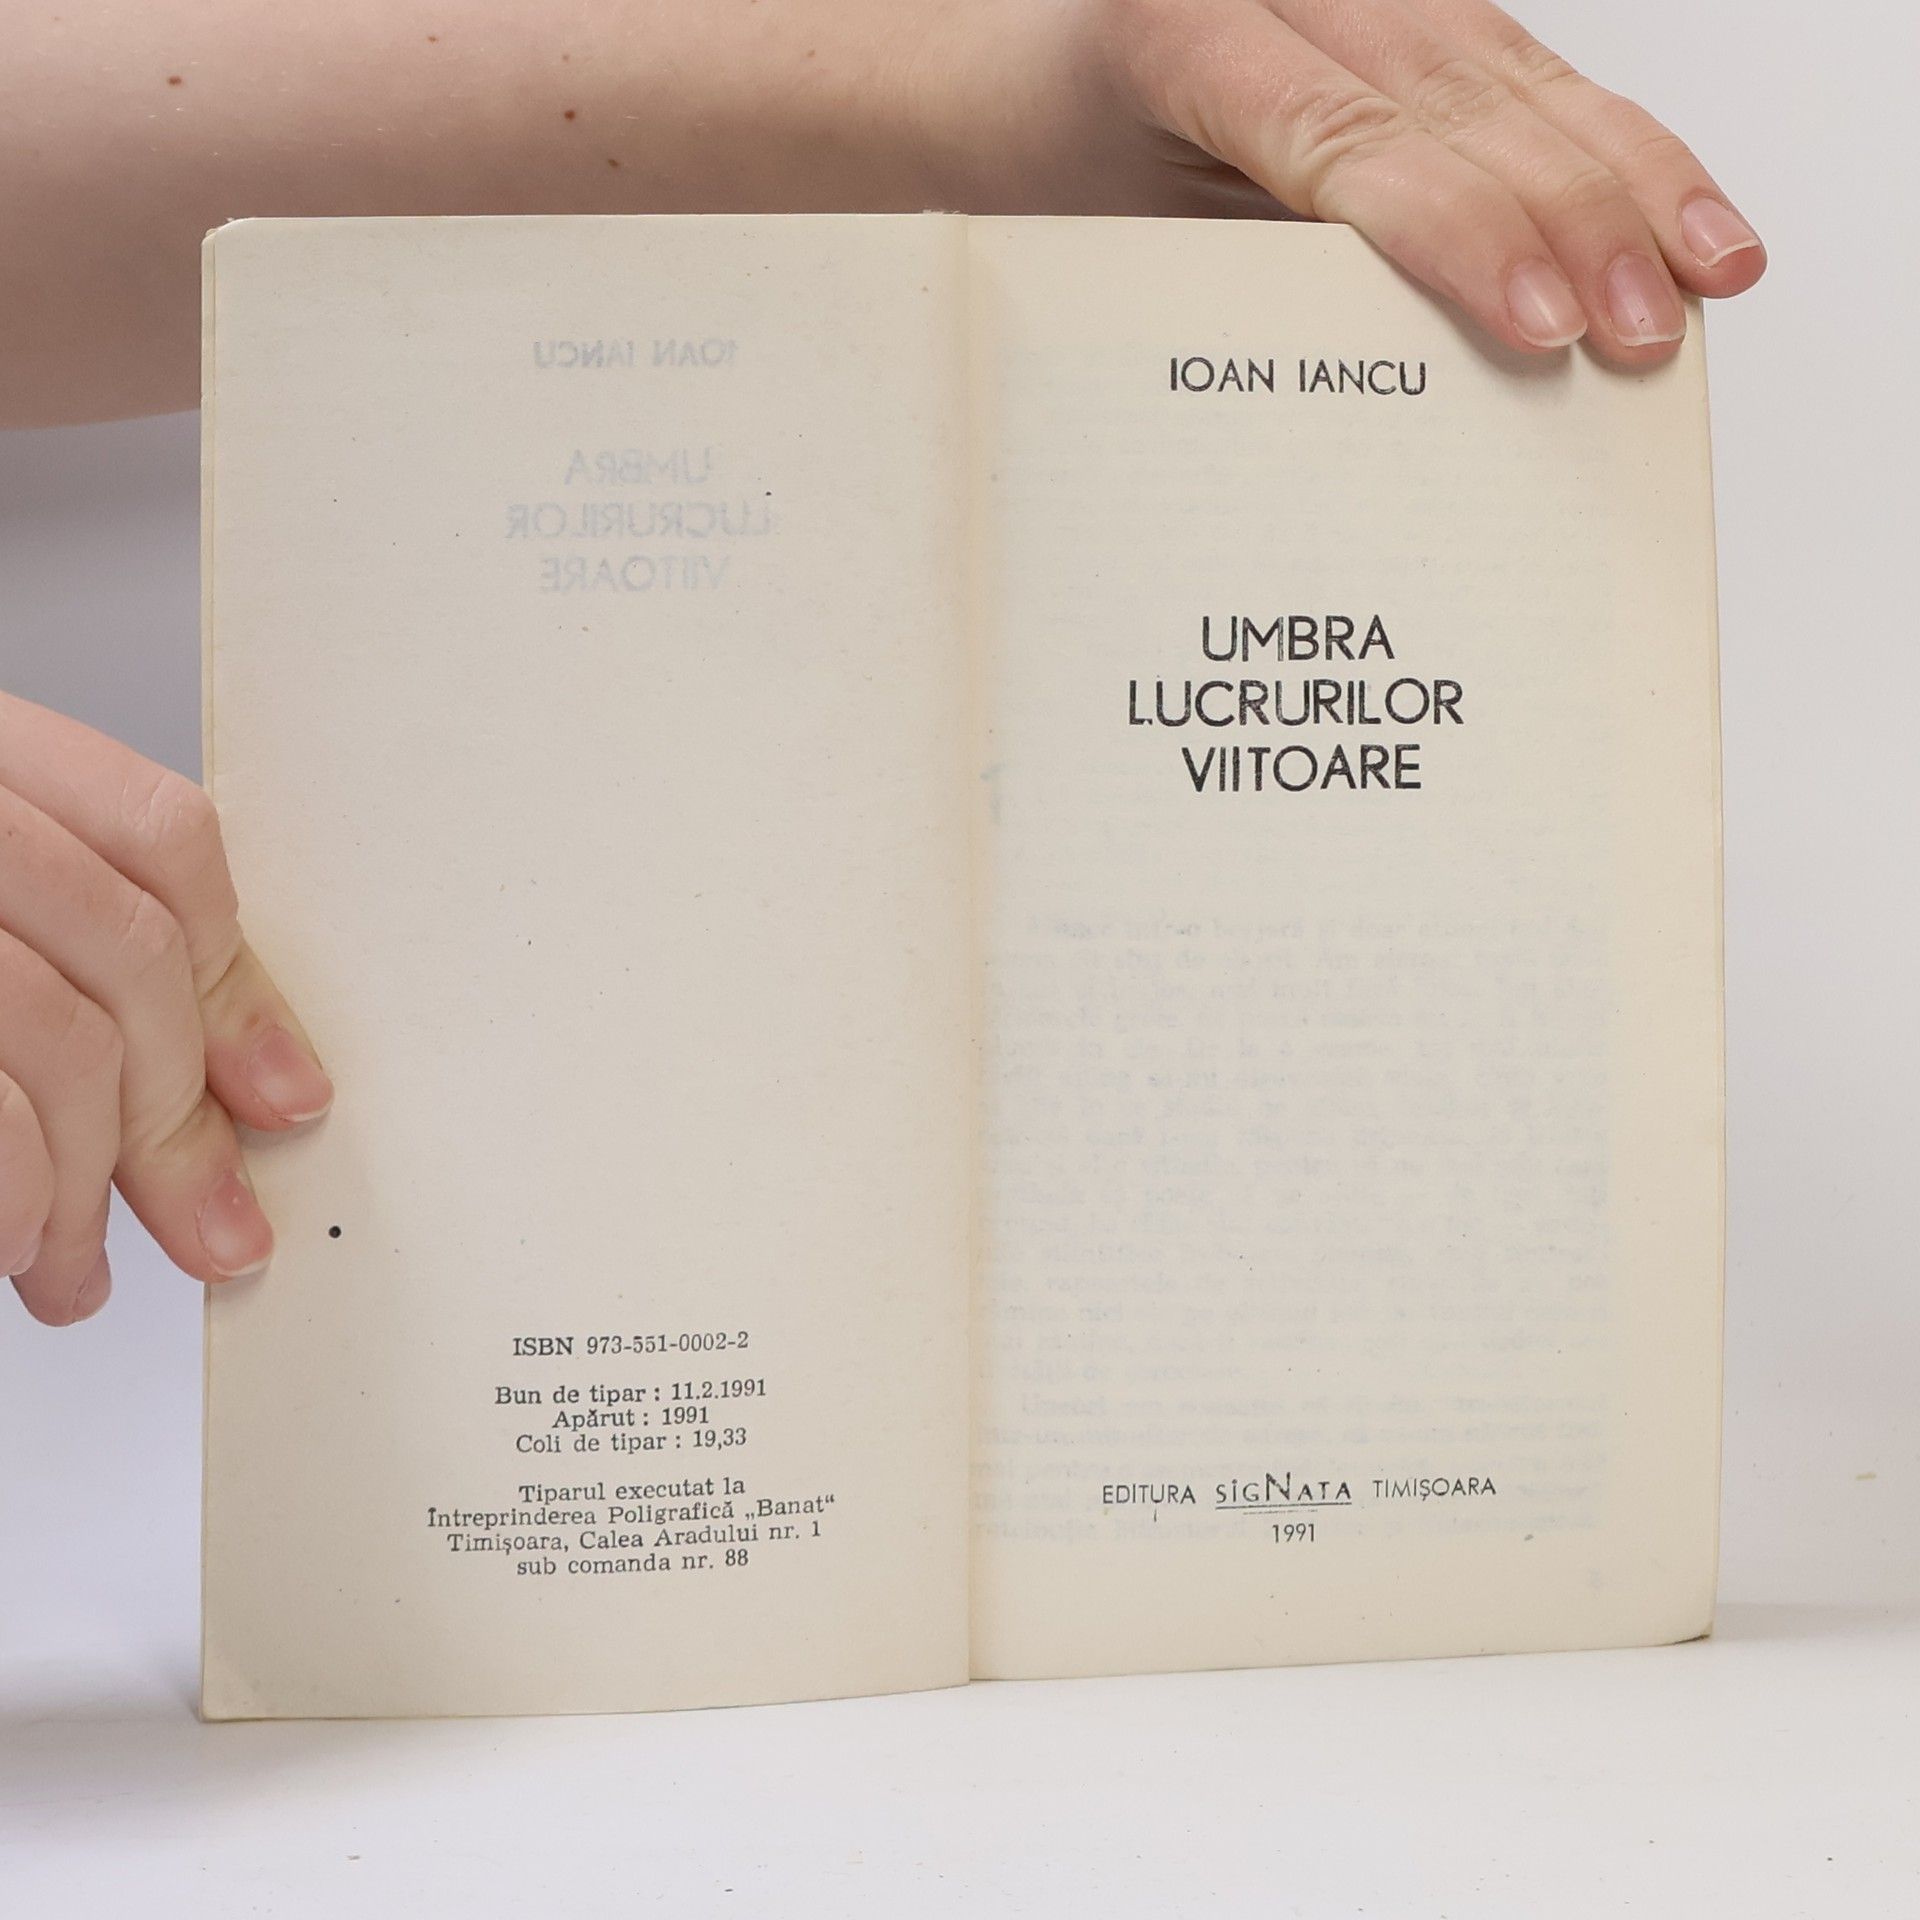 ISBN 973-551-0002-2
Bun de tipar : 11.2.1991
Apărut : 1991
Coli de tipar : 19,33
Tiparul executat la
Întreprinderea Poligrafică „Banat“
Timișoara, Calea Aradului nr. 1
sub comanda nr. 88
IOAN IANCU
UMBRA
LUCRURILOR
VIITOARE
EDITURA SiGNATA TIMIȘOARA
1991